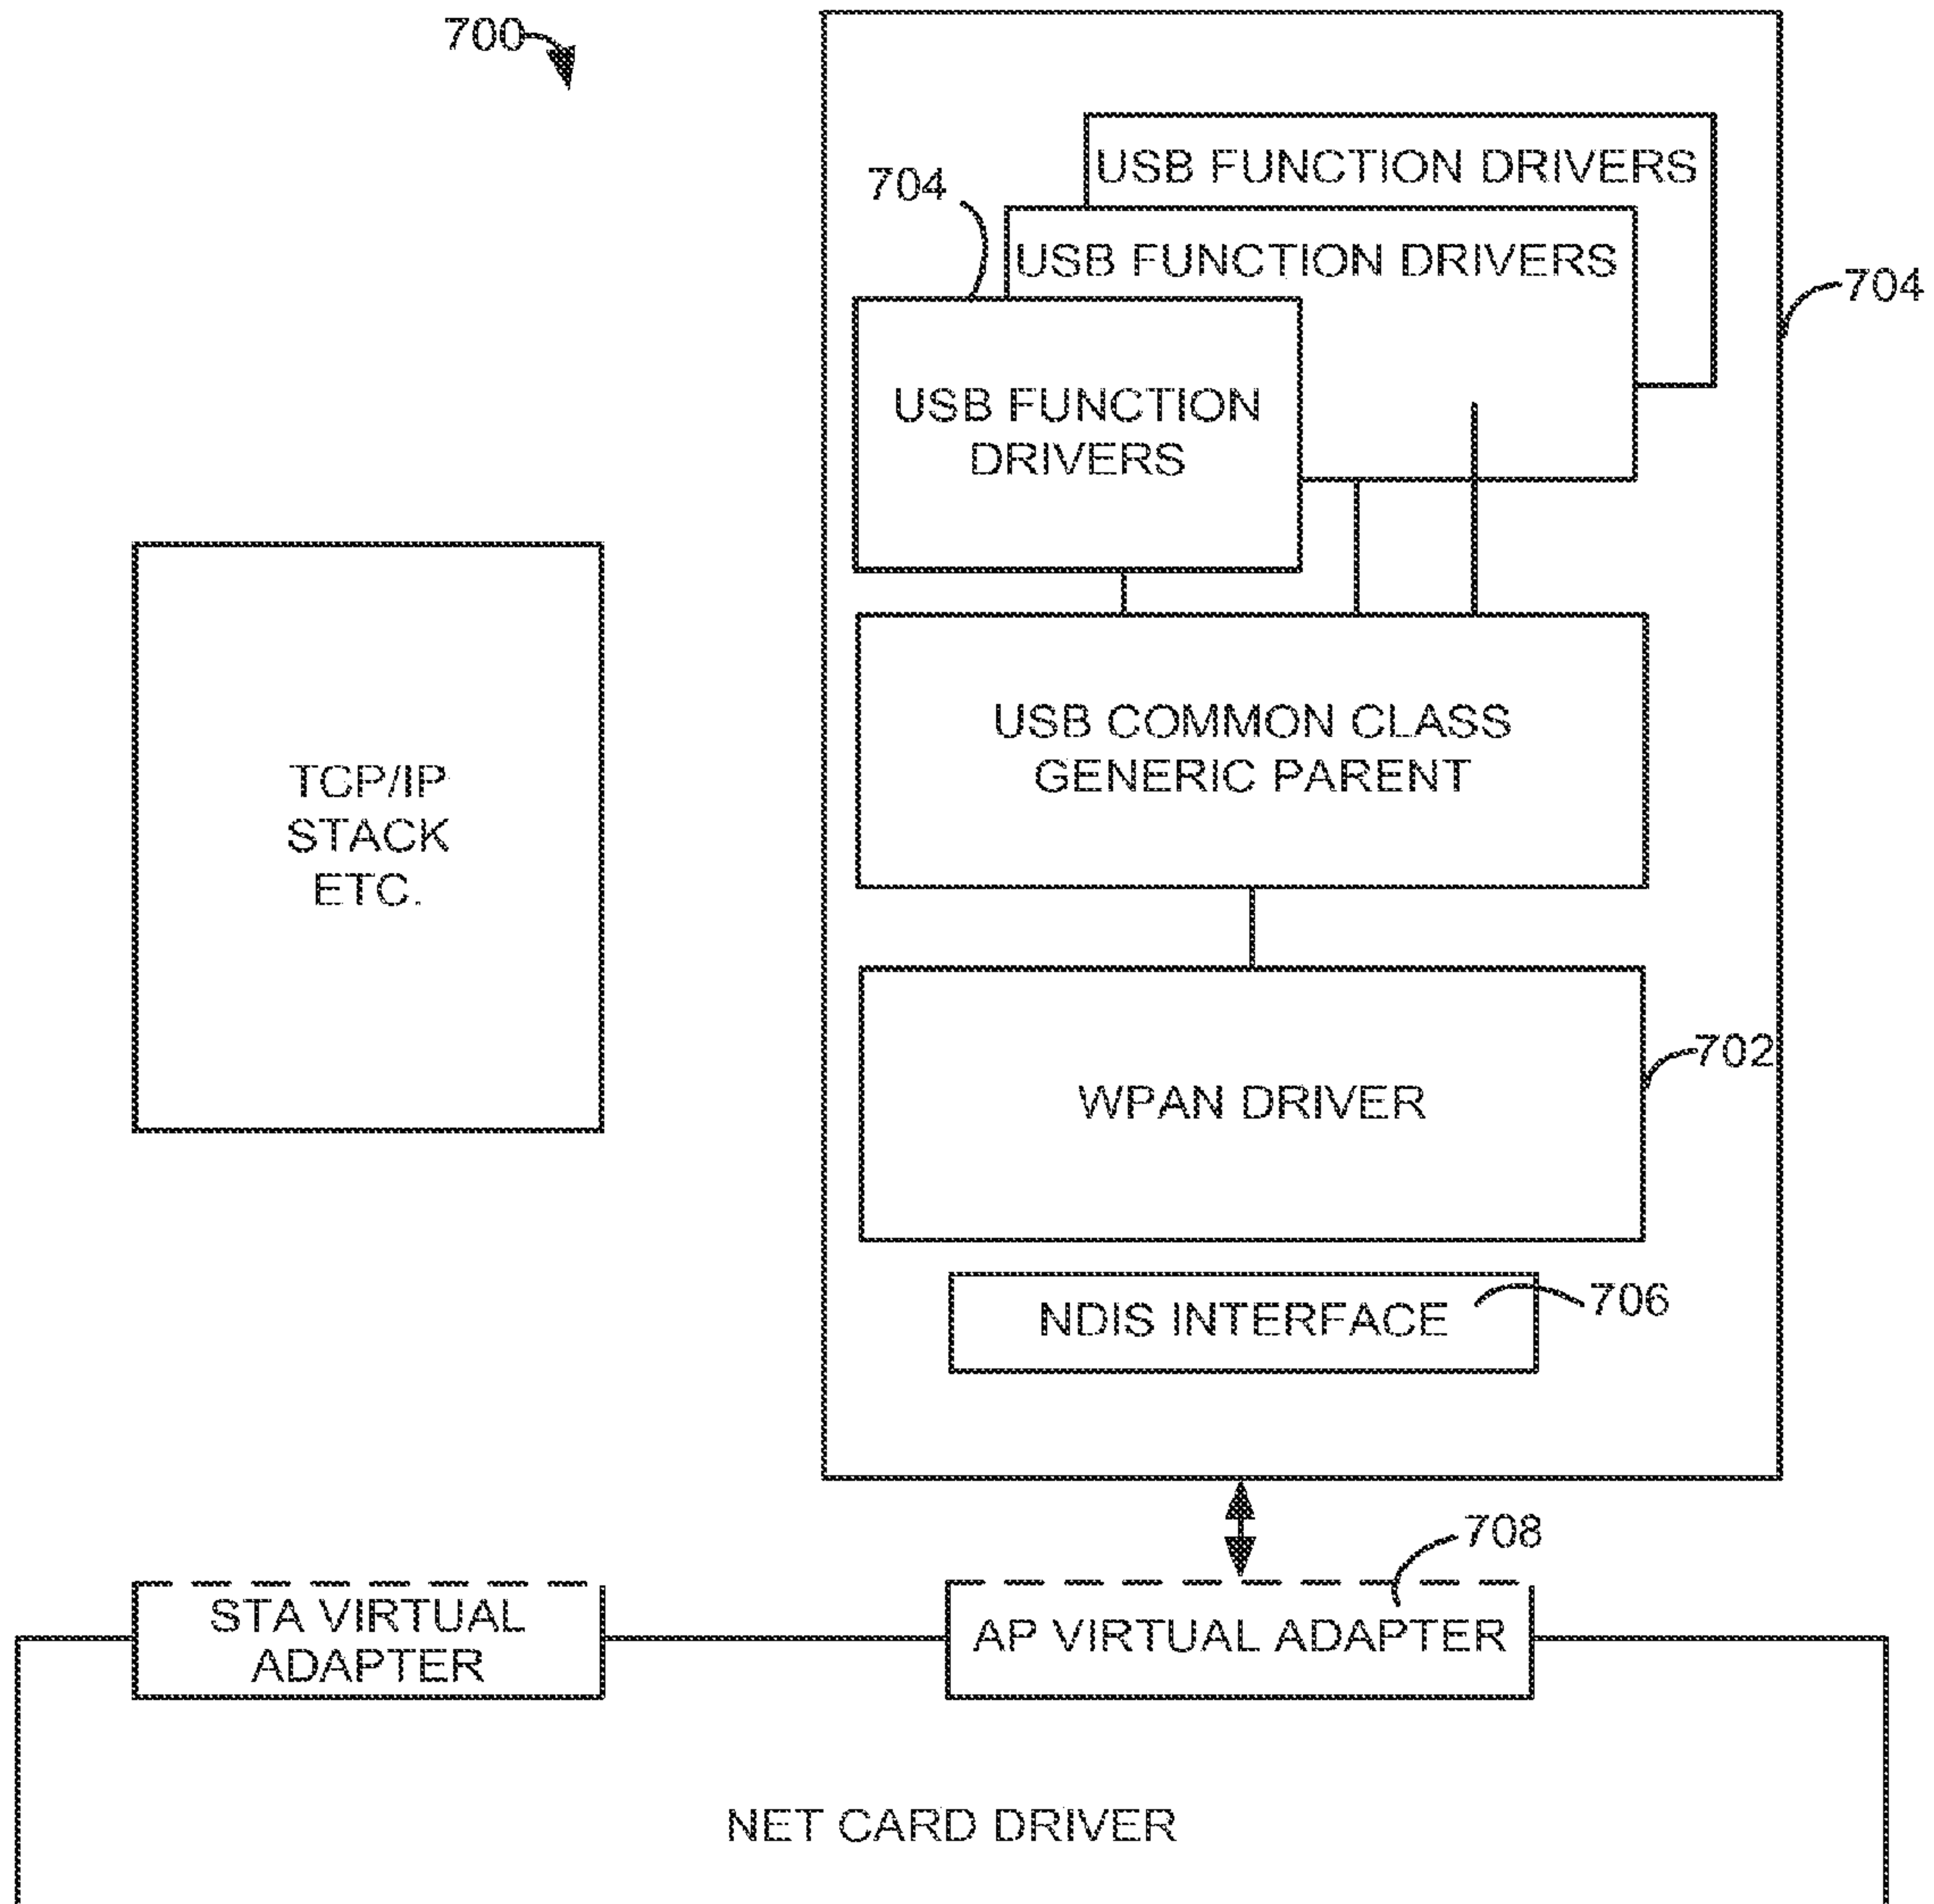 700
USB FUNCTION DRIVERS
704
USB FUNCTION DRIVERS
704
USB FUNCTION
DRIVERS
USB COMMON CLASS
GENERIC PARENT
TCP/IP
STACK
ETC.
702
WPAN DRIVER
706
NDIS INTERFACE
708
STA VIRTUAL
ADAPTER
AP VIRTUAL ADAPTER
NET CARD DRIVER